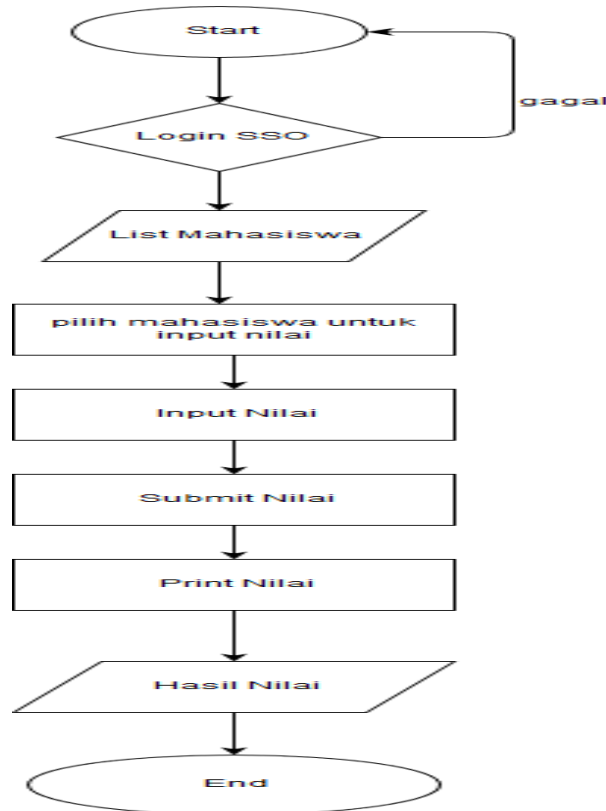 Start
gagal
Login SSO
List Mahasiswa
pilih mahasiswa untuk
input nilai
Input Nilai
Submit Nilai
Print Nilai
Hasil Nilai
End